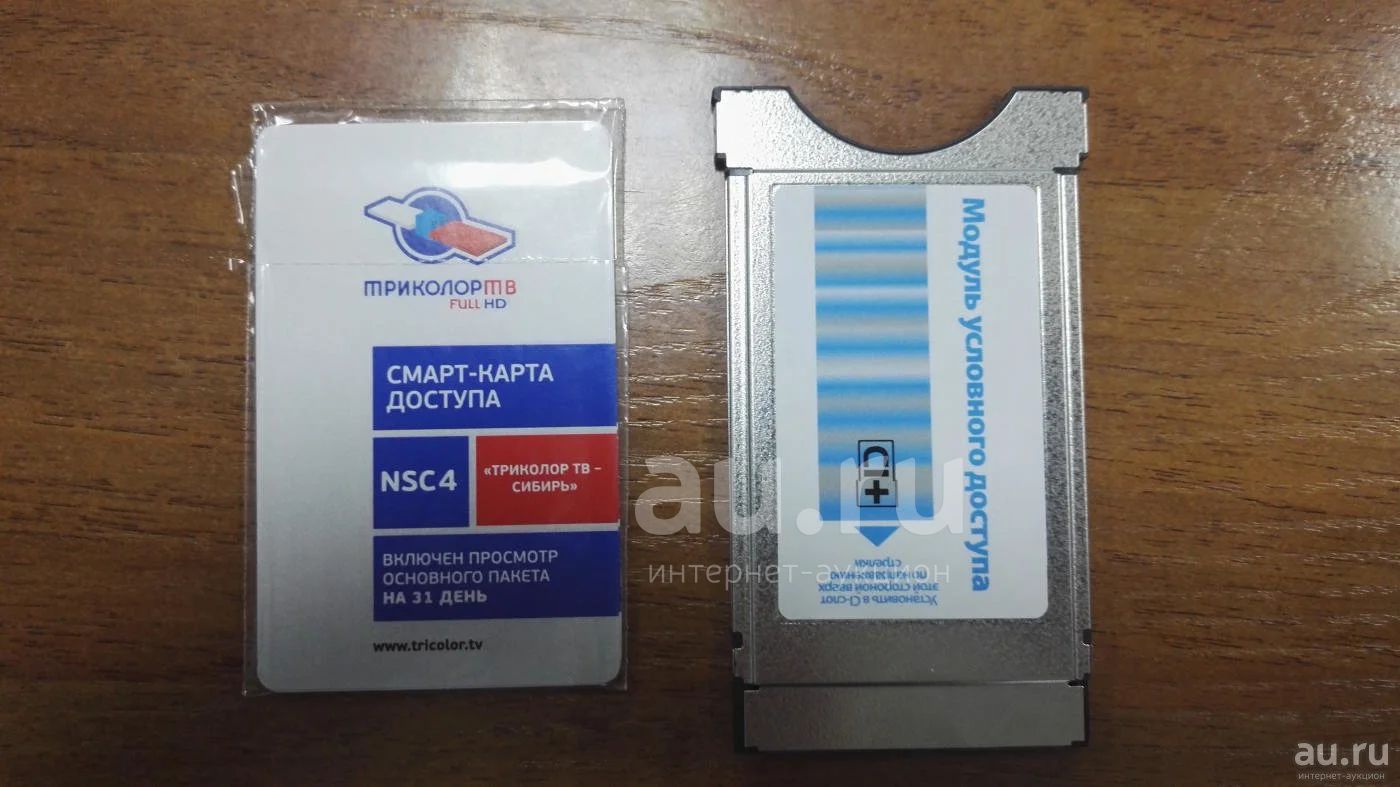 ТРИКОЛОР ТВ
FULL HD
СМАРТ-КАРТА
ДОСТУПА
NSC4
«ТРИКОЛОР ТВ –
СИБИРЬ»
ВКЛЮЧЕН ПРОСМОТР
ОСНОВНОГО ПАКЕТА
НА 31 ДЕНЬ
www.tricolor.tv
Модуль условного доступа
CI+
Установить в CI-слот
этой стороной вверх
по направлению
стрелки
au.ru
интернет-аукцион
au.ru
интернет-аукцион